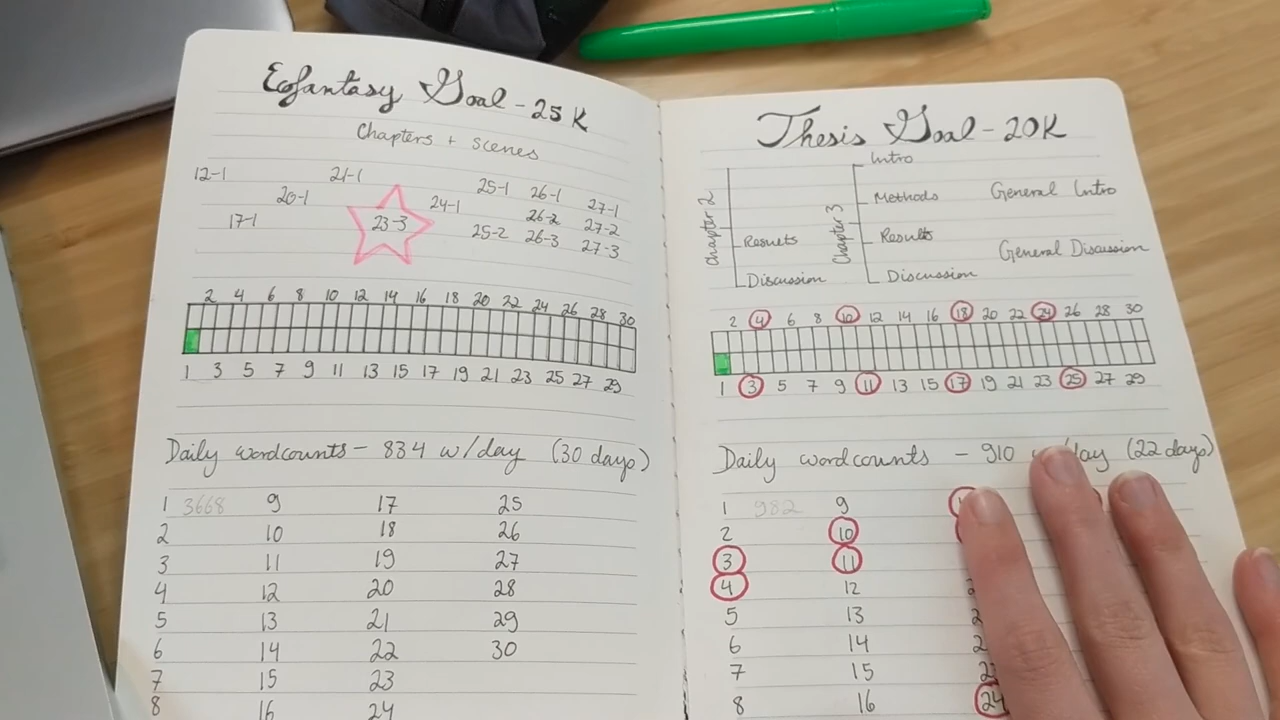 Ecofantasy Goal - 25K
Chapters + Scenes
12-1 21-1 25-1 26-1 27-1
20-1 24-1 26-2 27-2
17-1 23-3 25-2 26-3 27-3
2 4 6 8 10 12 14 16 18 20 22 24 26 28 30
1 3 5 7 9 11 13 15 17 19 21 23 25 27 29
Daily wordcounts - 834 w/day (30 days)
1 3668 9 17 25
2 10 18 26
3 11 19 27
4 12 20 28
5 13 21 29
6 14 22 30
7 15 23
8 16 24
Thesis Goal - 20K
Chapter 2
Results
Discussion
Chapter 3
Intro
Methods
Results
Discussion
General Intro
General Discussion
2 4 6 8 10 12 14 16 18 20 22 24 26 28 30
1 3 5 7 9 11 13 15 17 19 21 23 25 27 29
Daily wordcounts - 910 /day (22 days)
1 982 9
2 10
3 11
4 12
5 13
6 14
7 15
8 16 24